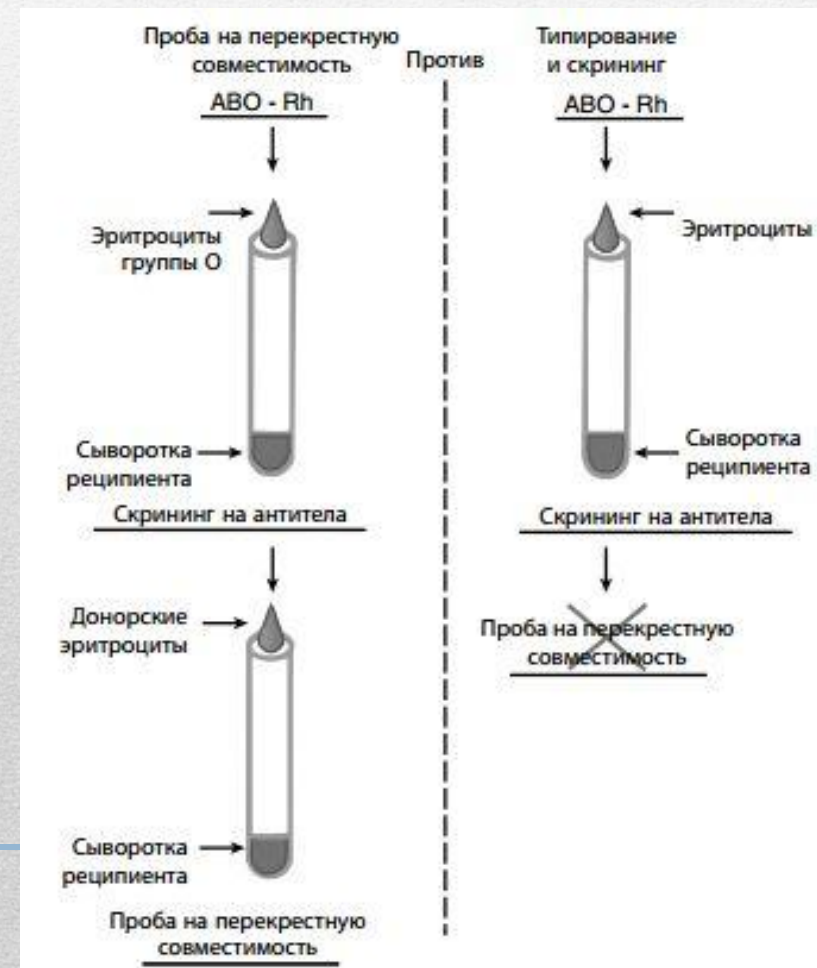 Проба на перекрестную
совместимость
ABO - Rh
Эритроциты
группы О
Сыворотка
реципиента
Скрининг на антитела
Донорские
эритроциты
Сыворотка
реципиента
Проба на перекрестную
совместимость
Против
Типирование
и скрининг
ABO - Rh
Эритроциты
Сыворотка
реципиента
Скрининг на антитела
Проба на перекрестную
совместимость